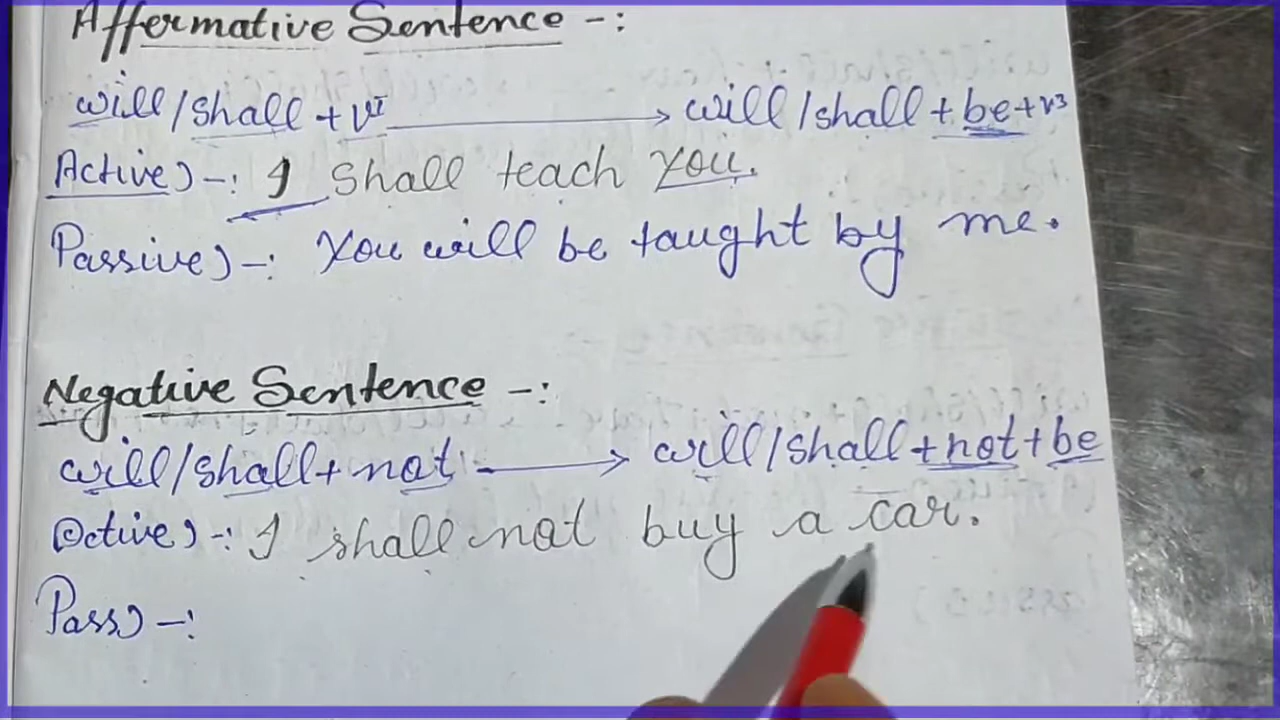 Affermative Sentence -:
will/shall + VI → will/shall + be + v3
Active) -: I shall teach you.
Passive) -: You will be taught by me.
Negative Sentence -:
will/shall + not → will/shall + not + be
Active) -: I shall not buy a car.
Pass) -: